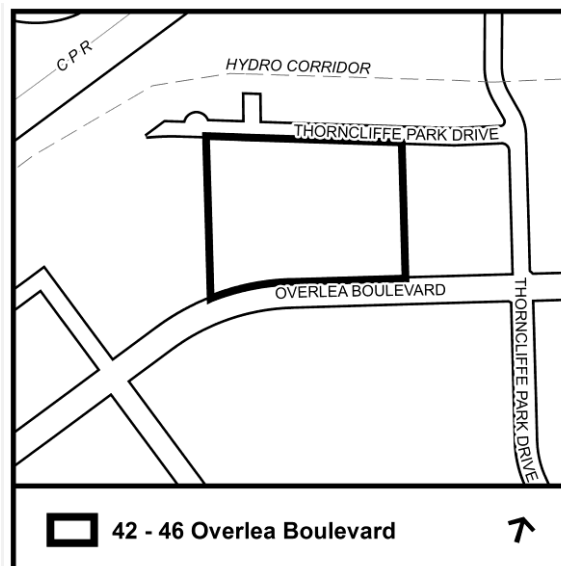 CPR
HYDRO CORRIDOR
THORNCLIFFE PARK DRIVE
OVERLEA BOULEVARD
THORNCLIFFE PARK DRIVE
42 - 46 Overlea Boulevard